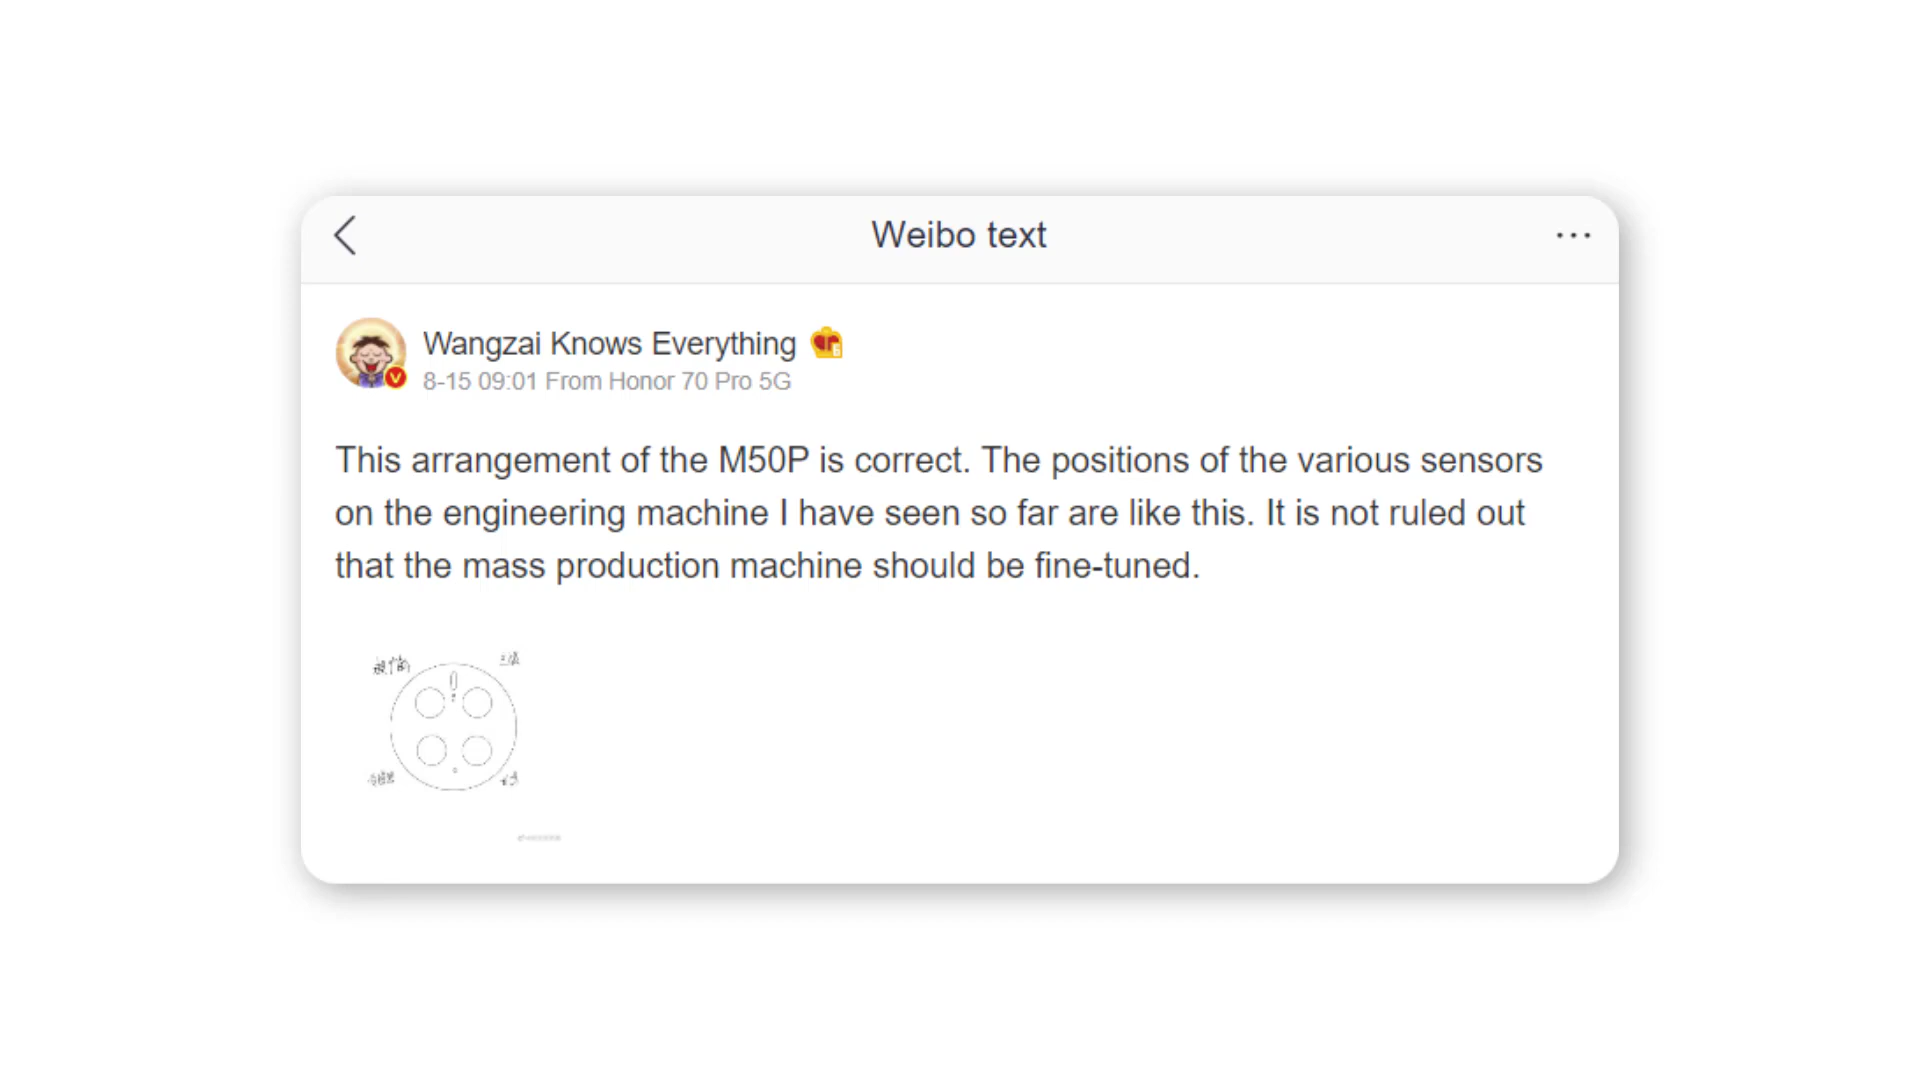 Weibo text
Wangzai Knows Everything
8-15 09:01 From Honor 70 Pro 5G
This arrangement of the M50P is correct. The positions of the various sensors
on the engineering machine I have seen so far are like this. It is not ruled out
that the mass production machine should be fine-tuned.